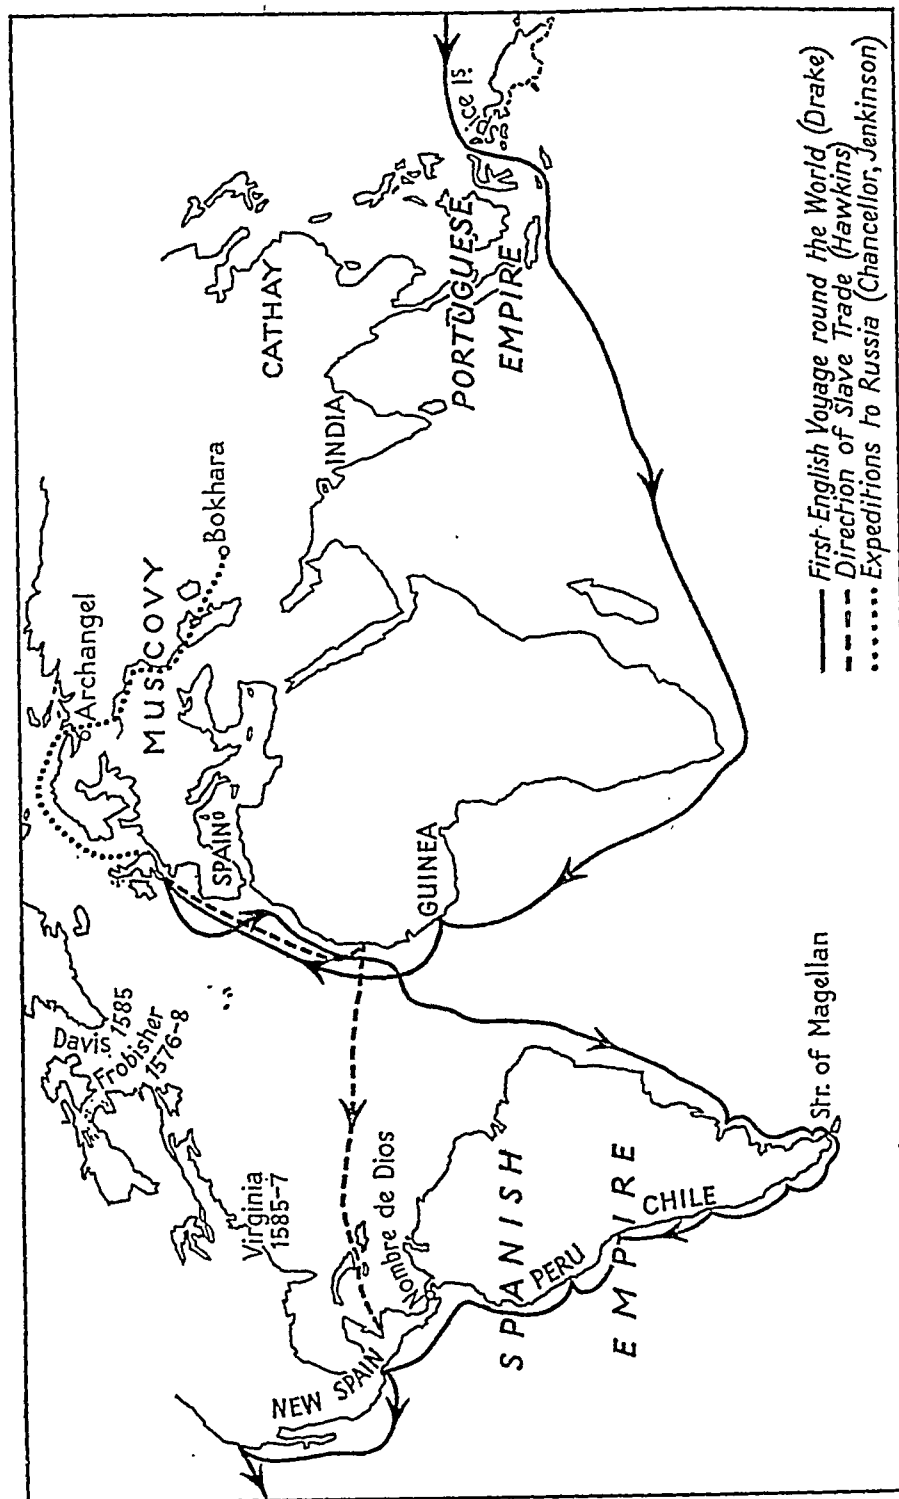 Davis 1585
Frobisher
1576-8
Virginia
1585-7
NEW SPAIN
Nombre de Dios
SPANISH
EMPIRE
PERU
CHILE
Str. of Magellan
SPAIN
GUINEA
Archangel
MUSCOVY
Bokhara
INDIA
CATHAY
PORTUGUESE
EMPIRE
Spice Is.
First English Voyage round the World (Drake)
Direction of Slave Trade (Hawkins)
Expeditions to Russia (Chancellor, Jenkinson)